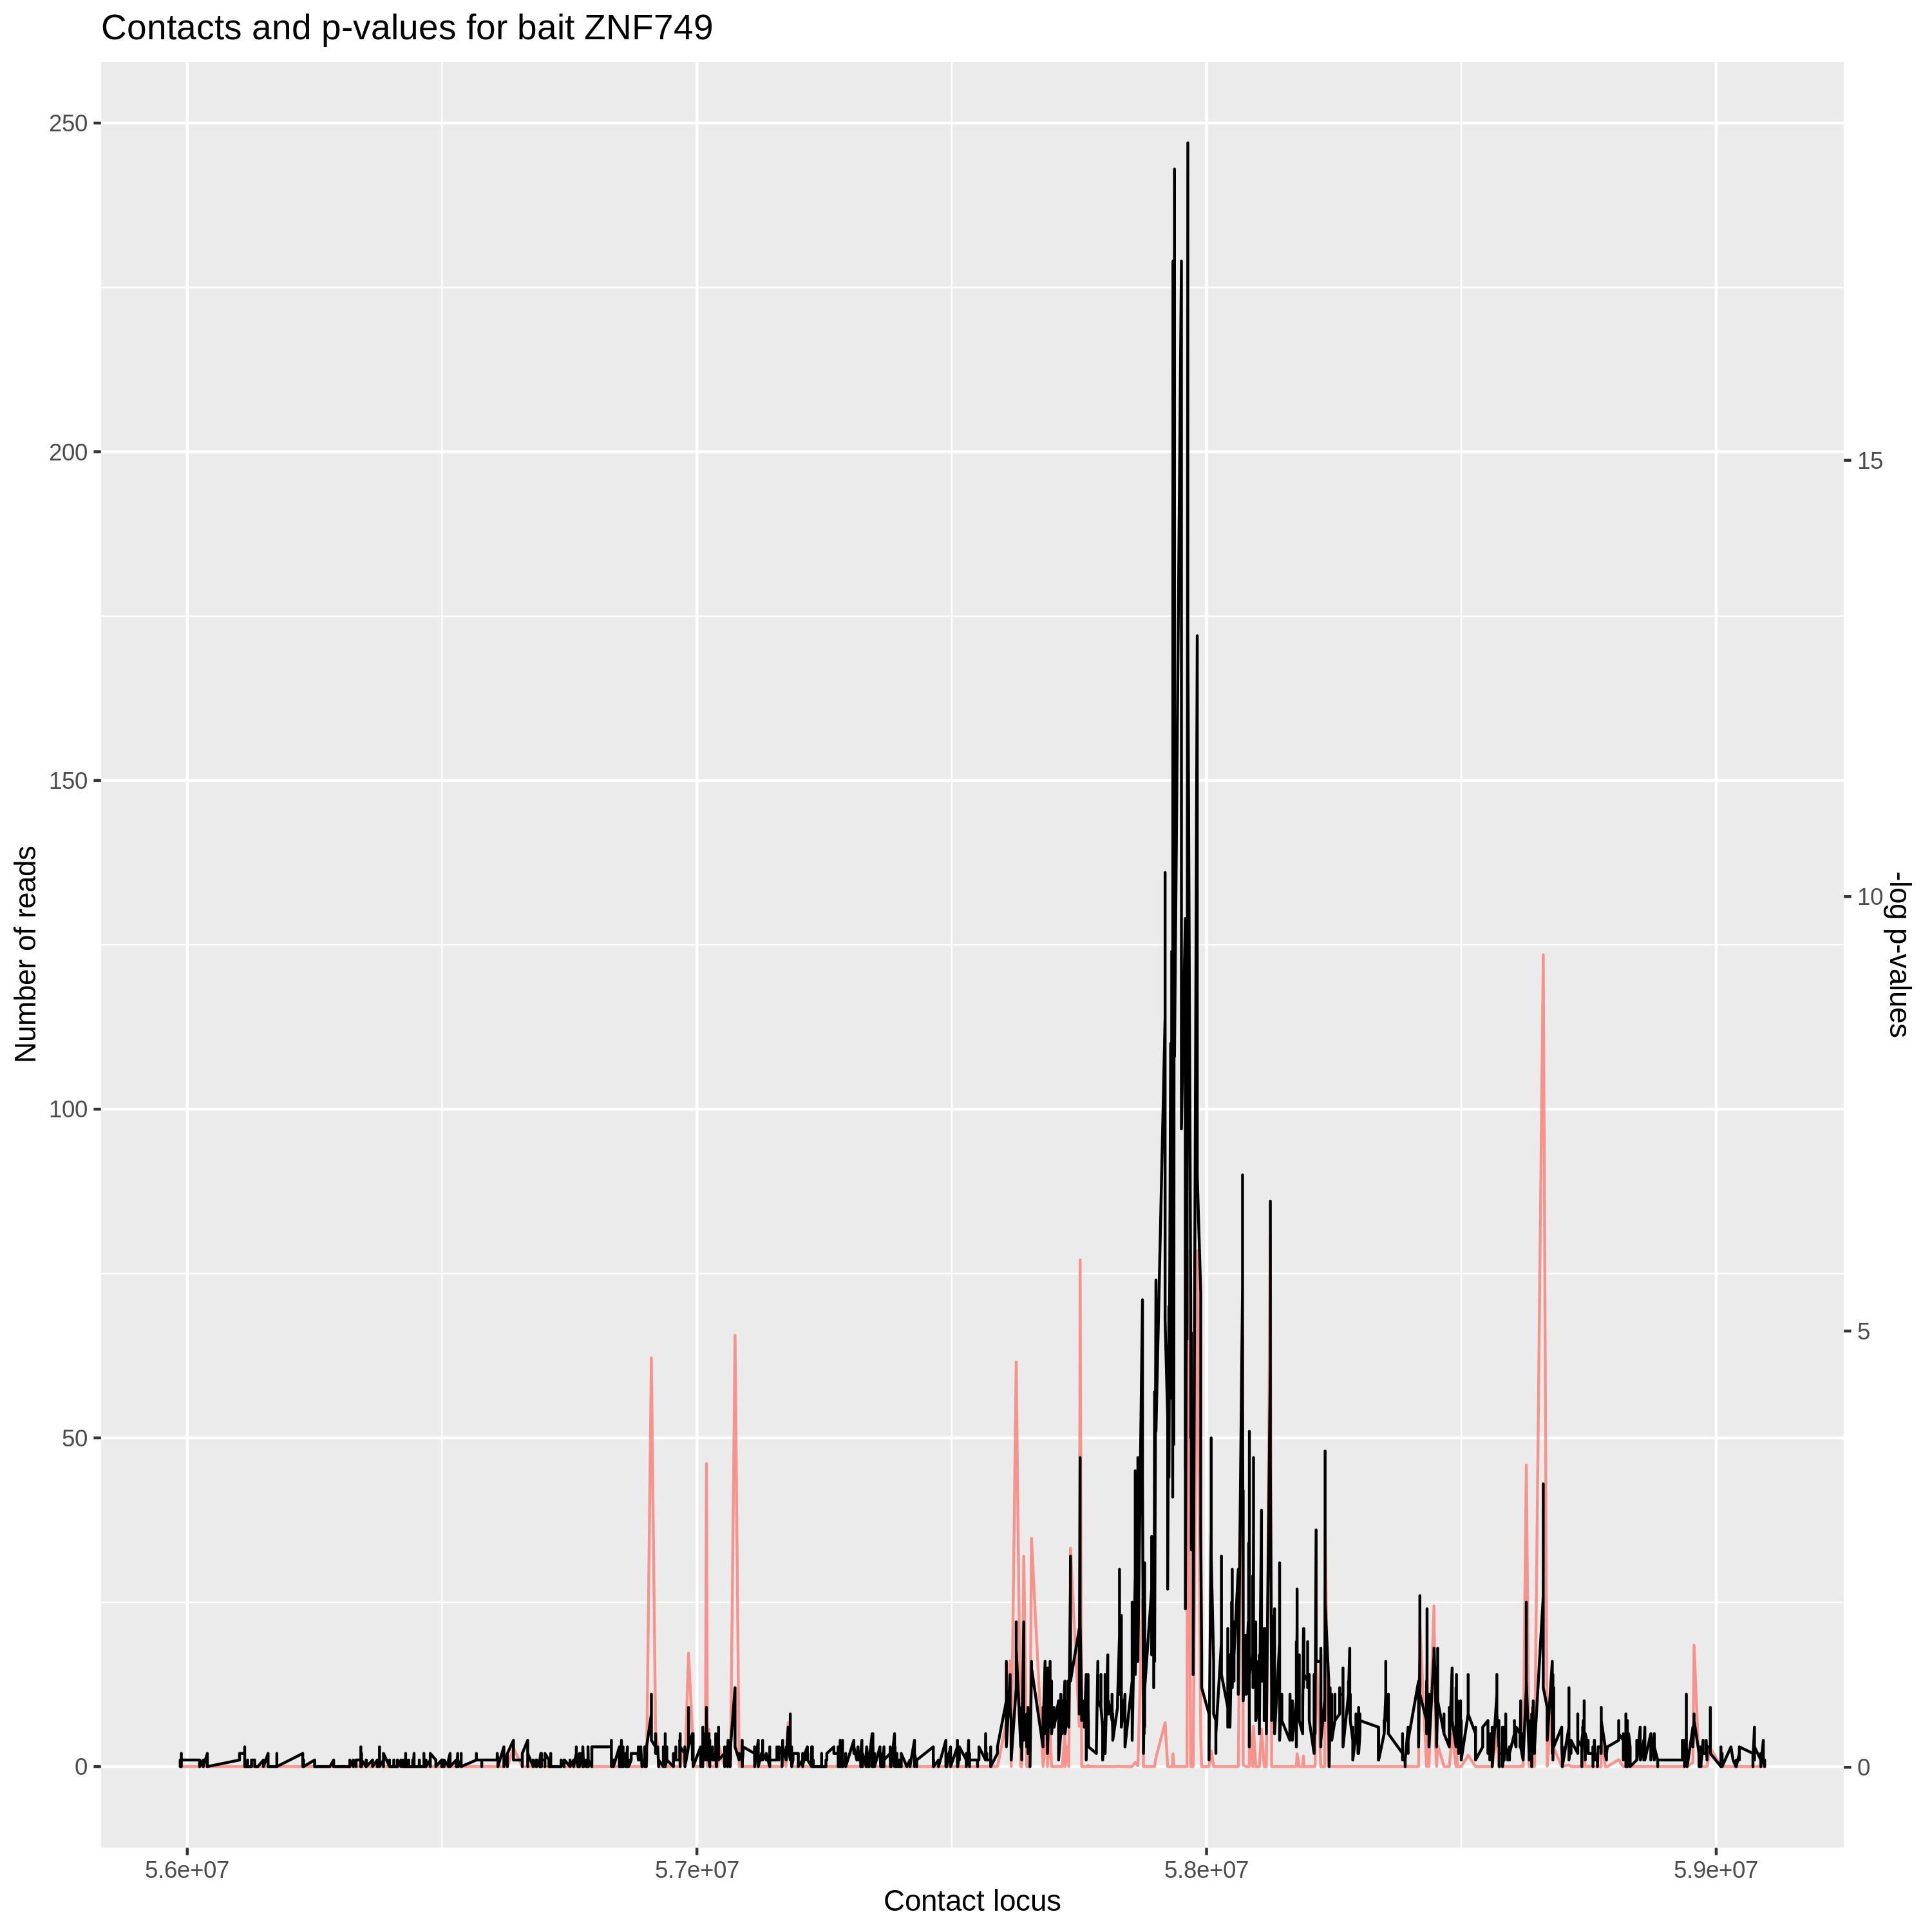 Contacts and p-values for bait ZNF749
250
200
150
100
50
0
Number of reads
15
10
5
0
-log p-values
5.6e+07
5.7e+07
5.8e+07
5.9e+07
Contact locus